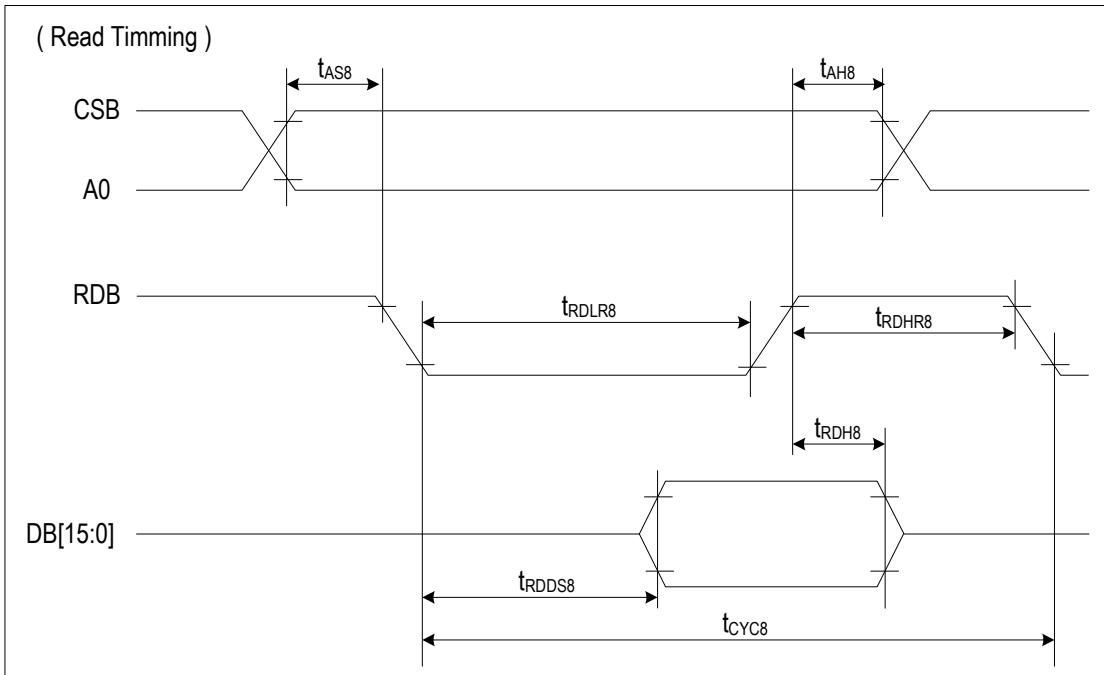 ( Read Timming )
tAS8
tAH8
CSB
A0
RDB
tRDLR8
tRDHR8
tRDH8
DB[15:0]
tRDDS8
tCYC8